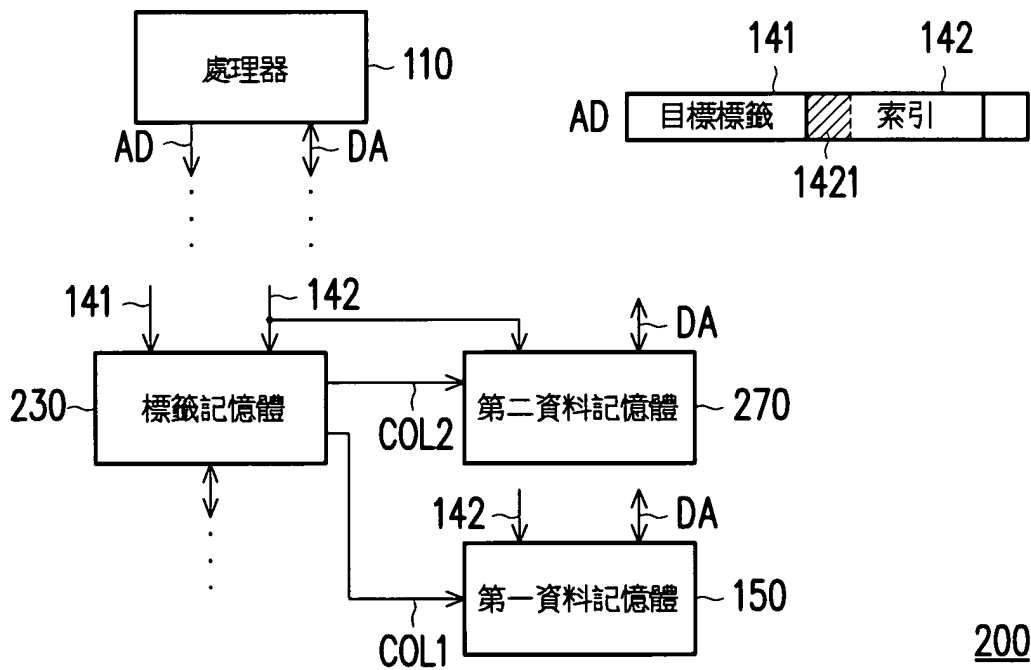 處理器
110
AD
DA
141
142
AD
目標標籤
索引
1421
141
142
DA
230
標籤記憶體
第二資料記憶體
270
COL2
142
DA
第一資料記憶體
150
COL1
200